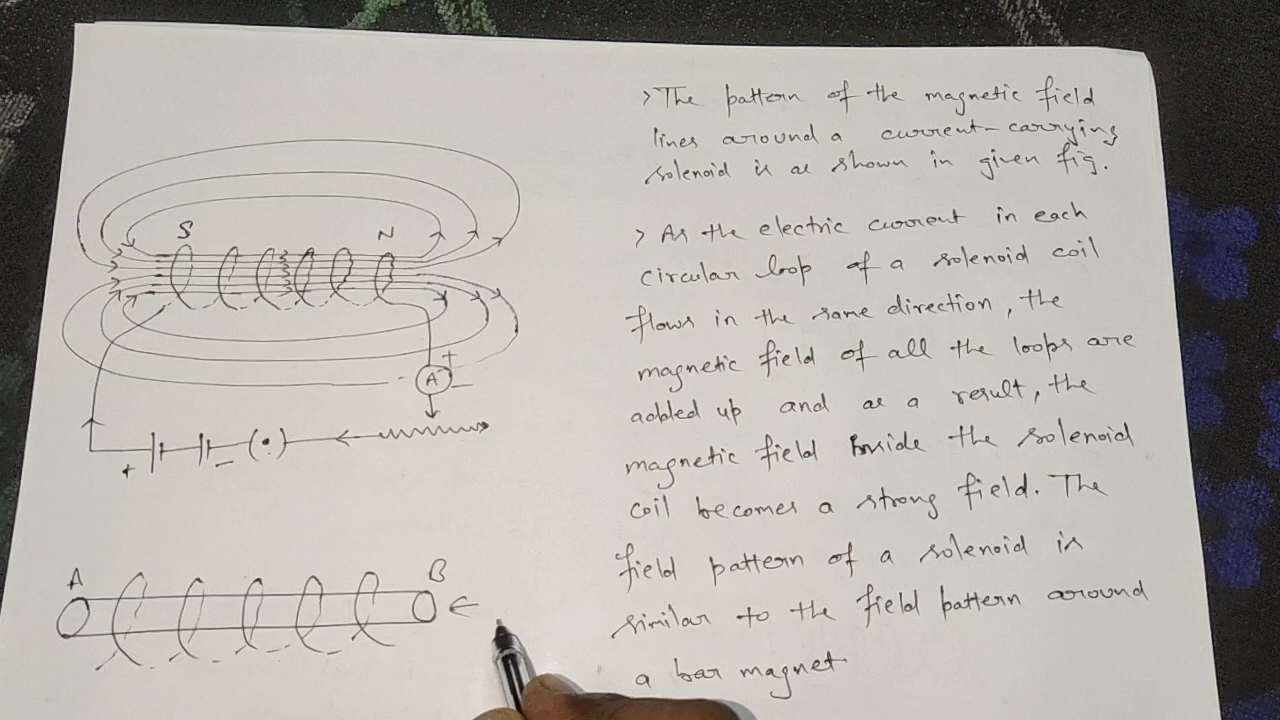 S
N
+
A
-
+
-
A
B
>The pattern of the magnetic field
lines around a current-carrying
solenoid is as shown in given fig.
> As the electric current in each
circular loop of a solenoid coil
flows in the same direction, the
magnetic field of all the loops are
added up and as a result, the
magnetic field inside the solenoid
coil becomes a strong field. The
field pattern of a solenoid is
similar to the field pattern around
a bar magnet